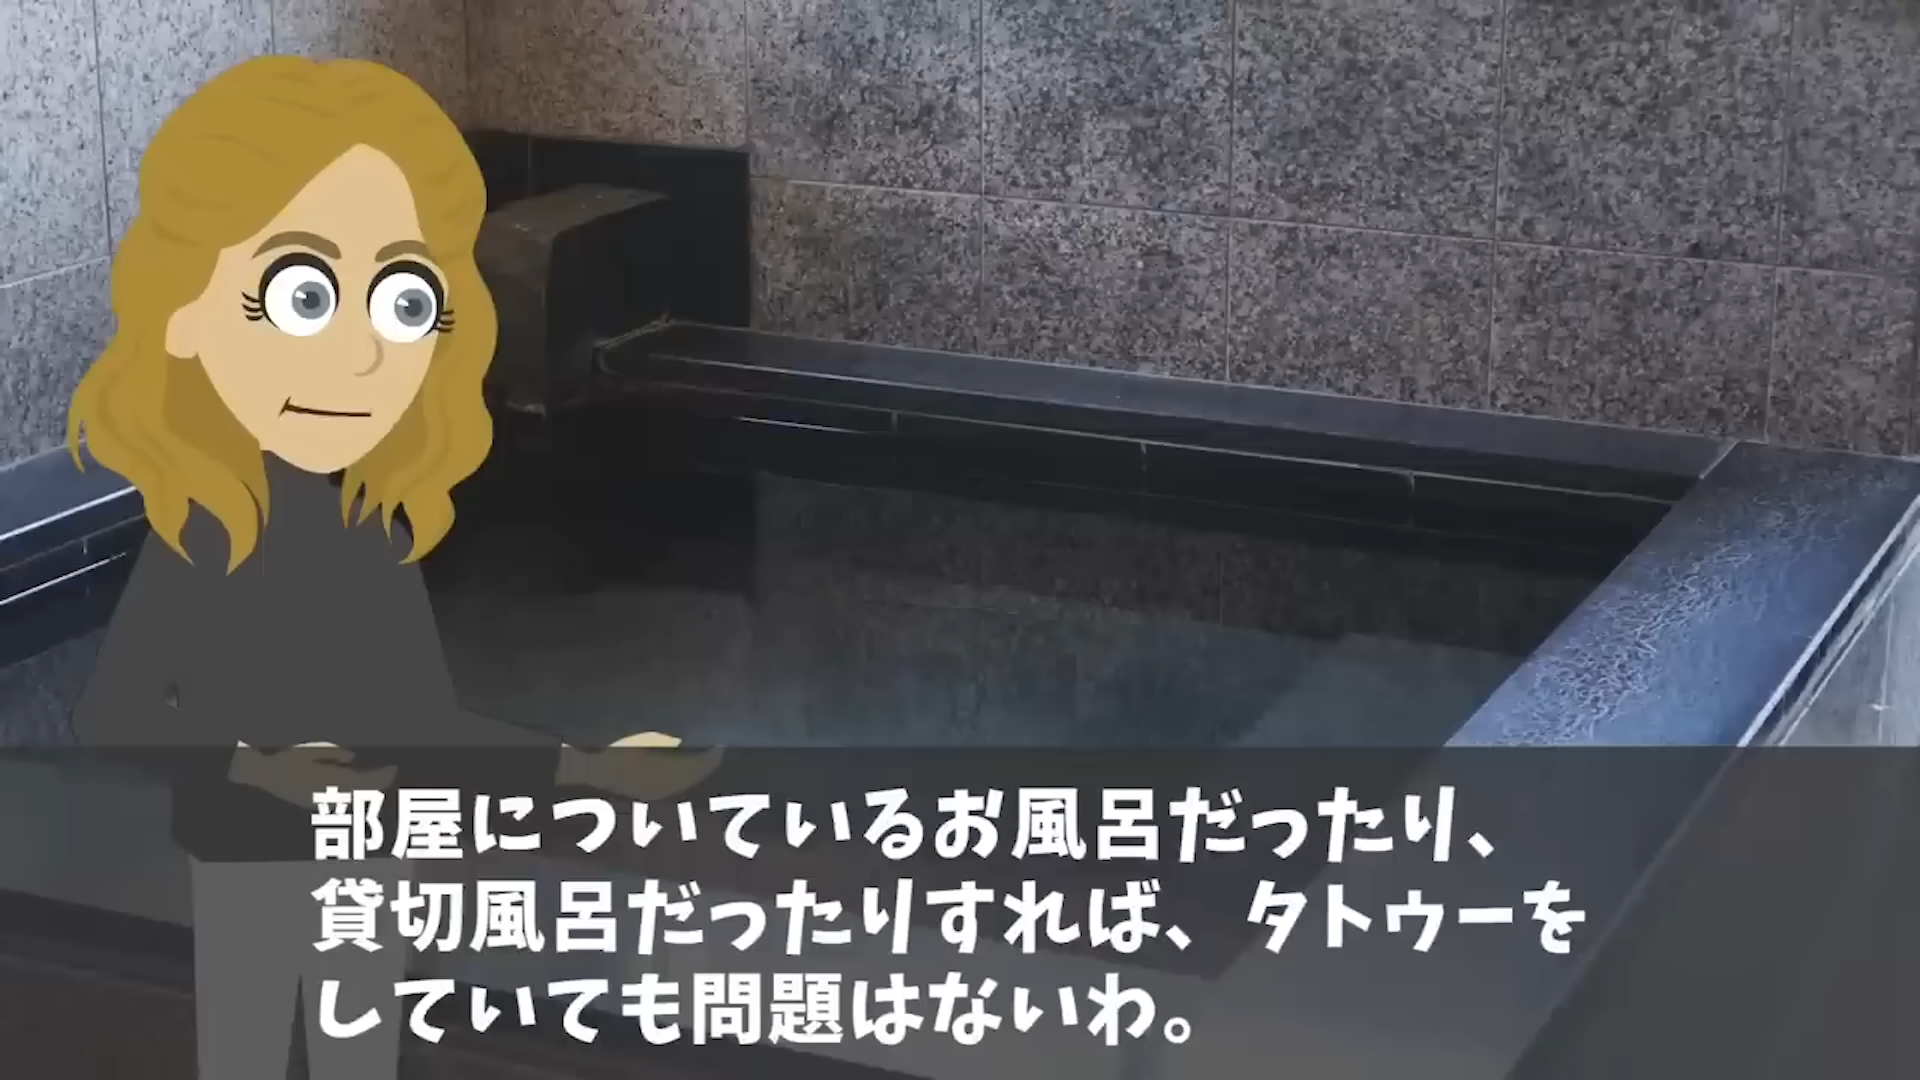 部屋についているお風呂だったり、
貸切風呂だったりすれば、タトゥーを
していても問題はないわ。